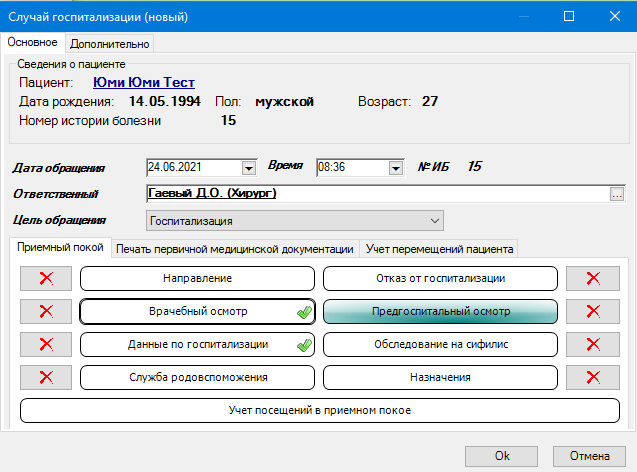 Случай госпитализации (новый)
Основное Дополнительно
Сведения о пациенте
Пациент: Юми Юми Тест
Дата рождения: 14.05.1994 Пол: мужской Возраст: 27
Номер истории болезни 15
Дата обращения 24.06.2021 Время 08:36 № ИБ 15
Ответственный Гаевый Д.О. (Хирург) ...
Цель обращения Госпитализация
Приемный покой Печать первичной медицинской документации Учет перемещений пациента
Направление Отказ от госпитализации
Врачебный осмотр Предгоспитальный осмотр
Данные по госпитализации Обследование на сифилис
Служба родовспоможения Назначения
Учет посещений в приемном покое
Ok Отмена